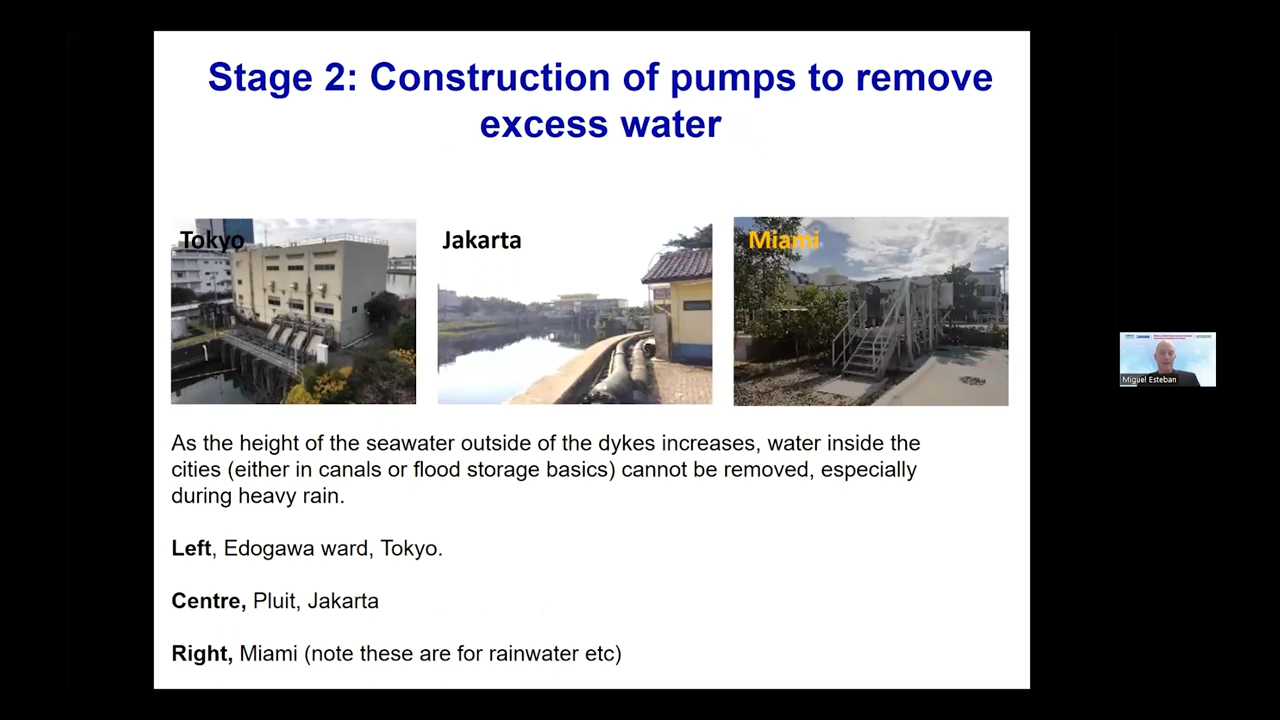 Stage 2: Construction of pumps to remove
excess water
Tokyo
Jakarta
Miami
As the height of the seawater outside of the dykes increases, water inside the
cities (either in canals or flood storage basics) cannot be removed, especially
during heavy rain.
Left, Edogawa ward, Tokyo.
Centre, Pluit, Jakarta
Right, Miami (note these are for rainwater etc)
Miguel Esteban